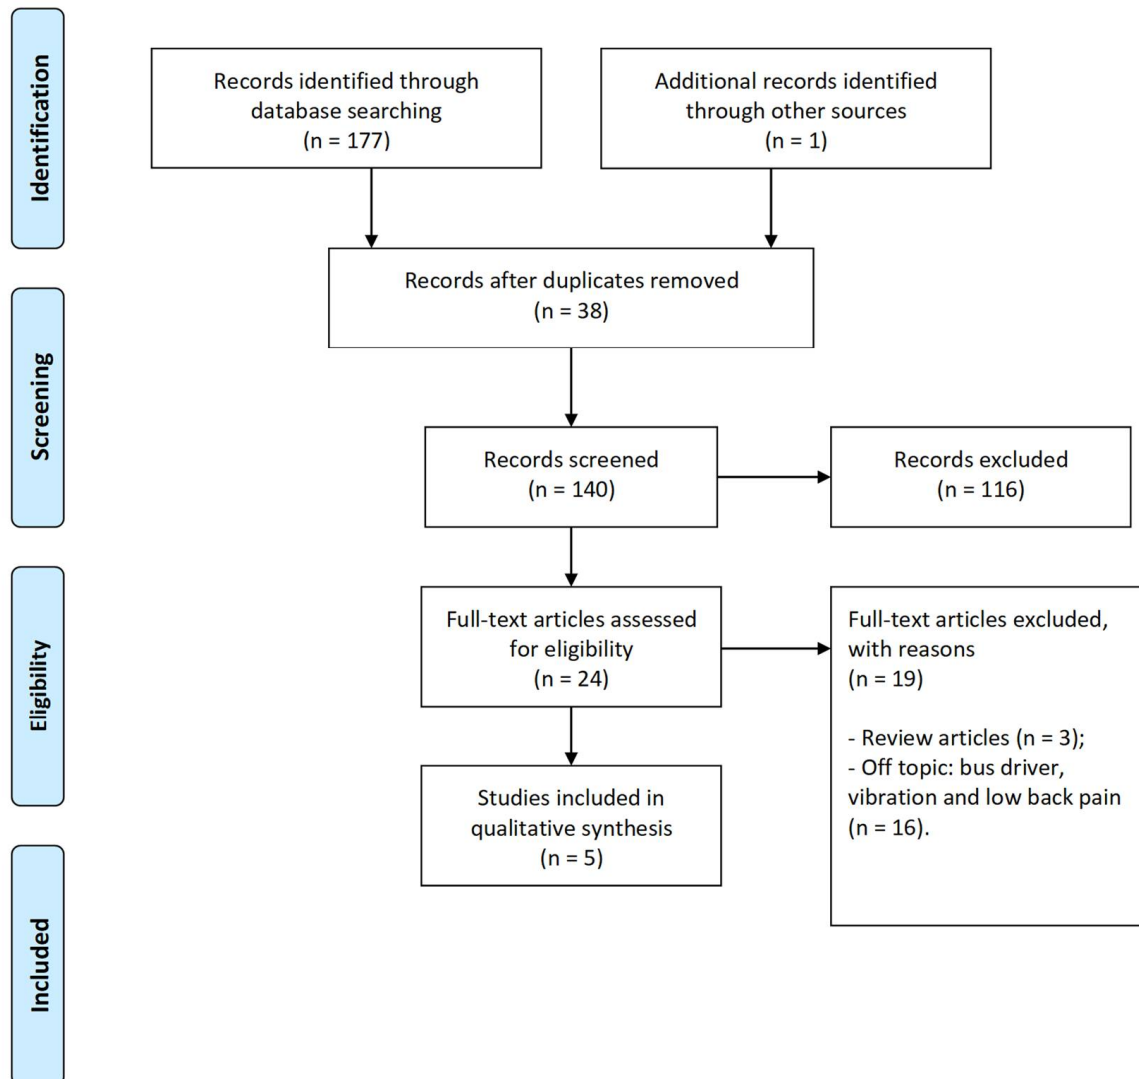 Identification
Records identified through
database searching
(n = 177)
Additional records identified
through other sources
(n = 1)
Records after duplicates removed
(n = 38)
Screening
Records screened
(n = 140)
Records excluded
(n = 116)
Eligibility
Full-text articles assessed
for eligibility
(n = 24)
Full-text articles excluded,
with reasons
(n = 19)
- Review articles (n = 3);
- Off topic: bus driver,
vibration and low back pain
(n = 16).
Studies included in
qualitative synthesis
(n = 5)
Included